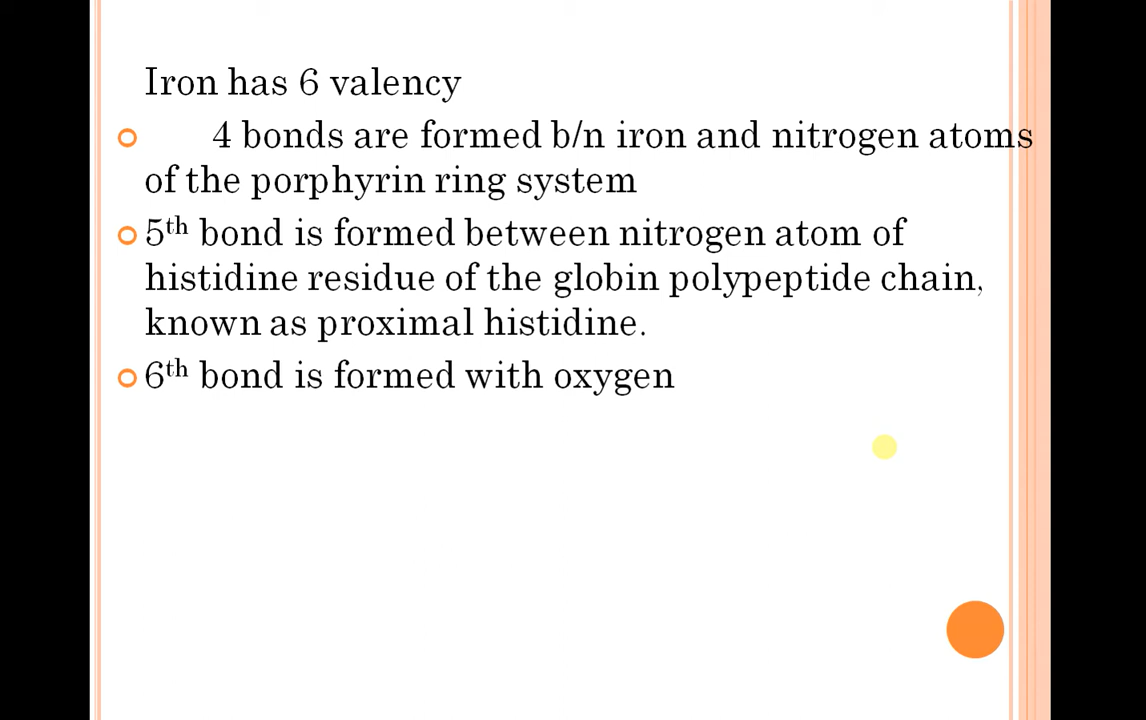 Iron has 6 valency
4 bonds are formed b/n iron and nitrogen atoms
of the porphyrin ring system
5th bond is formed between nitrogen atom of
histidine residue of the globin polypeptide chain,
known as proximal histidine.
6th bond is formed with oxygen